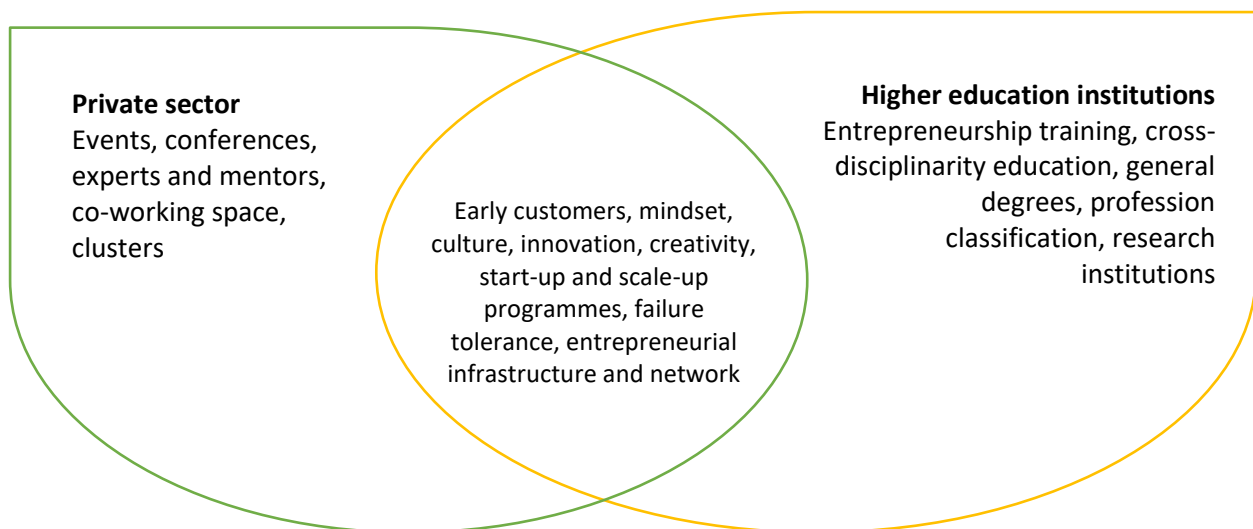 Private sector
Events, conferences,
experts and mentors,
co-working space,
clusters
Early customers, mindset,
culture, innovation, creativity,
start-up and scale-up
programmes, failure
tolerance, entrepreneurial
infrastructure and network
Higher education institutions
Entrepreneurship training, cross-
disciplinarity education, general
degrees, profession
classification, research
institutions